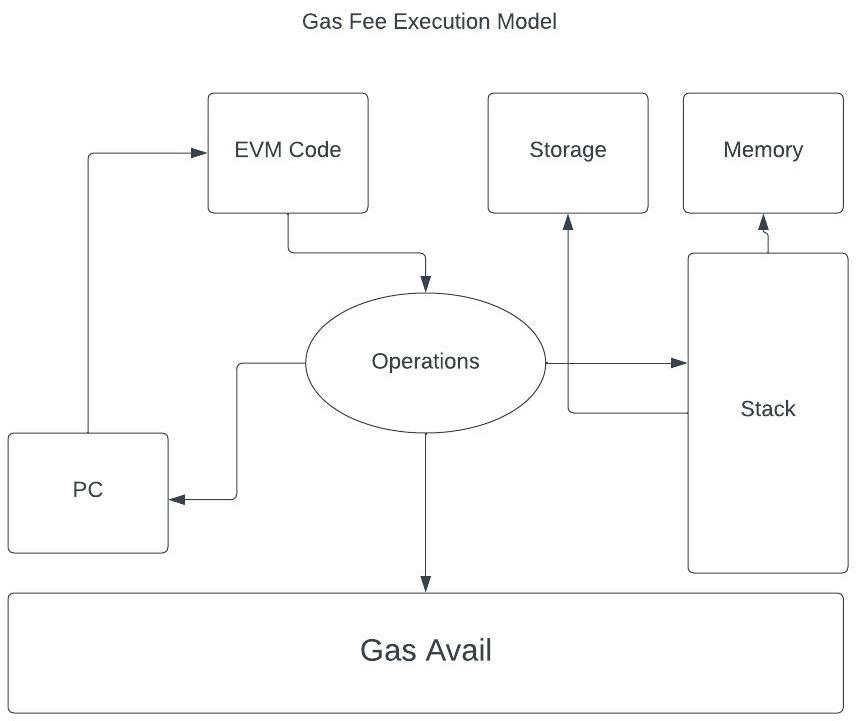 Gas Fee Execution Model
EVM Code
Storage
Memory
Operations
Stack
PC
Gas Avail